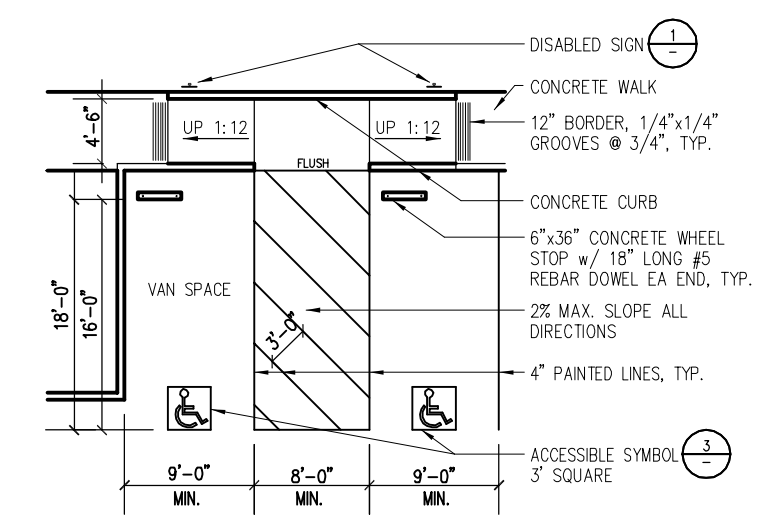 DISABLED SIGN
1
–
CONCRETE WALK
12" BORDER, 1/4"x1/4"
GROOVES @ 3/4", TYP.
4'-6"
UP 1:12
UP 1:12
FLUSH
CONCRETE CURB
6"x36" CONCRETE WHEEL
STOP w/ 18" LONG #5
REBAR DOWEL EA END, TYP.
VAN SPACE
18'-0"
16'-0"
3'-0"
2% MAX. SLOPE ALL
DIRECTIONS
4" PAINTED LINES, TYP.
ACCESSIBLE SYMBOL
3' SQUARE
3
–
9'-0"
MIN.
8'-0"
MIN.
9'-0"
MIN.